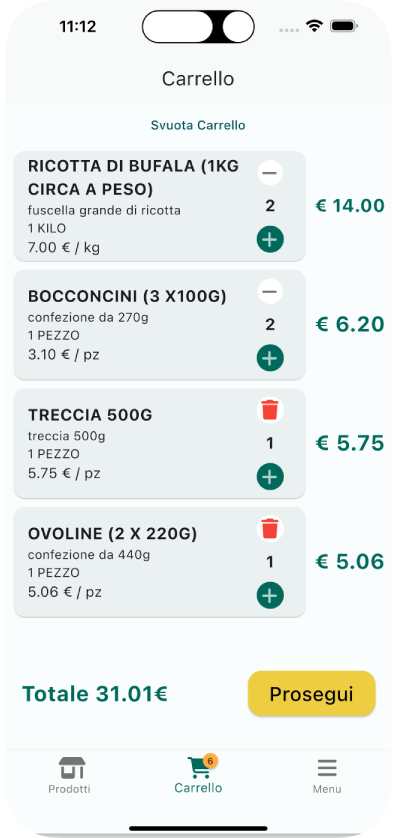 11:12
Carrello
Svuota Carrello
RICOTTA DI BUFALA (1KG
CIRCA A PESO)
fuscella grande di ricotta
1 KILO
7.00 € / kg
2
€ 14.00
BOCCONCINI (3 X100G)
confezione da 270g
1 PEZZO
3.10 € / pz
2
€ 6.20
TRECCIA 500G
treccia 500g
1 PEZZO
5.75 € / pz
1
€ 5.75
OVOLINE (2 X 220G)
confezione da 440g
1 PEZZO
5.06 € / pz
1
€ 5.06
Totale 31.01€
Prosegui
Prodotti
6
Carrello
Menu